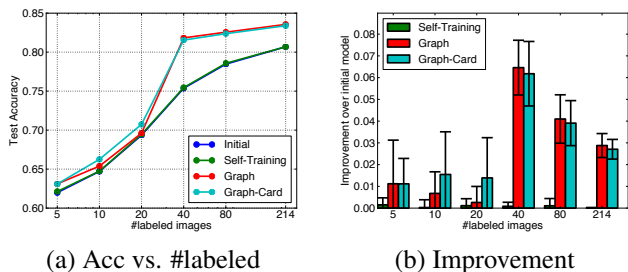 0.85
0.80
0.75
0.70
0.65
0.60
Test Accuracy
5 10 20 40 80 214
#labeled images
Initial
Self-Training
Graph
Graph-Card
(a) Acc vs. #labeled
0.08
0.07
0.06
0.05
0.04
0.03
0.02
0.01
0.00
Improvement over initial model
5 10 20 40 80 214
#labeled images
Self-Training
Graph
Graph-Card
(b) Improvement